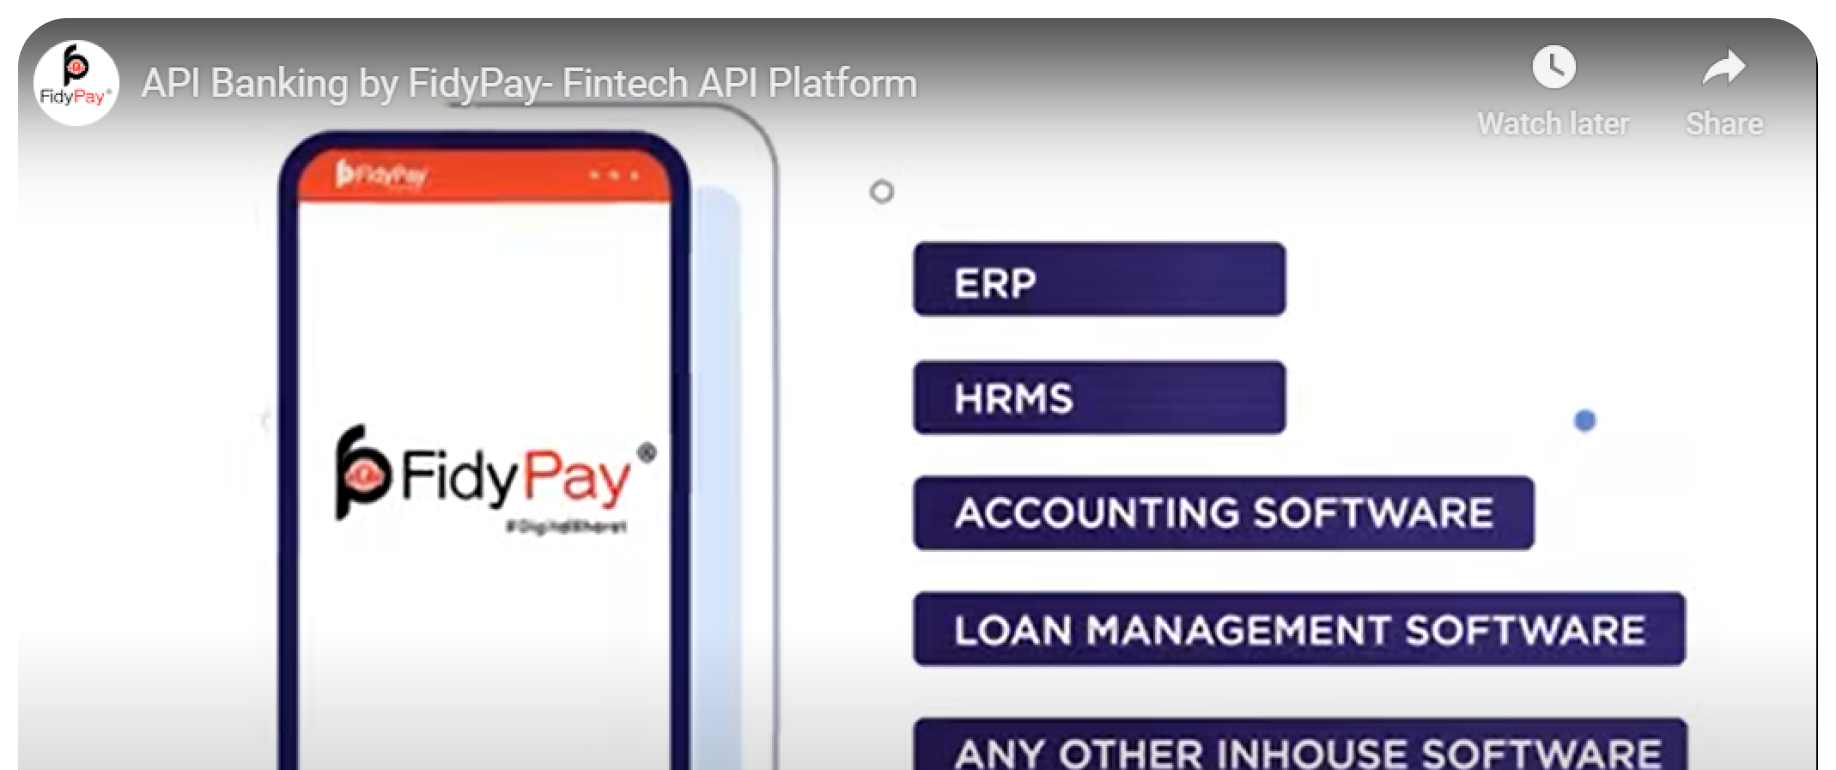 FidyPay®
API Banking by FidyPay- Fintech API Platform
Watch later
Share
FidyPay
ERP
HRMS
FidyPay®
#DigitalBharat
ACCOUNTING SOFTWARE
LOAN MANAGEMENT SOFTWARE
ANY OTHER INHOUSE SOFTWARE